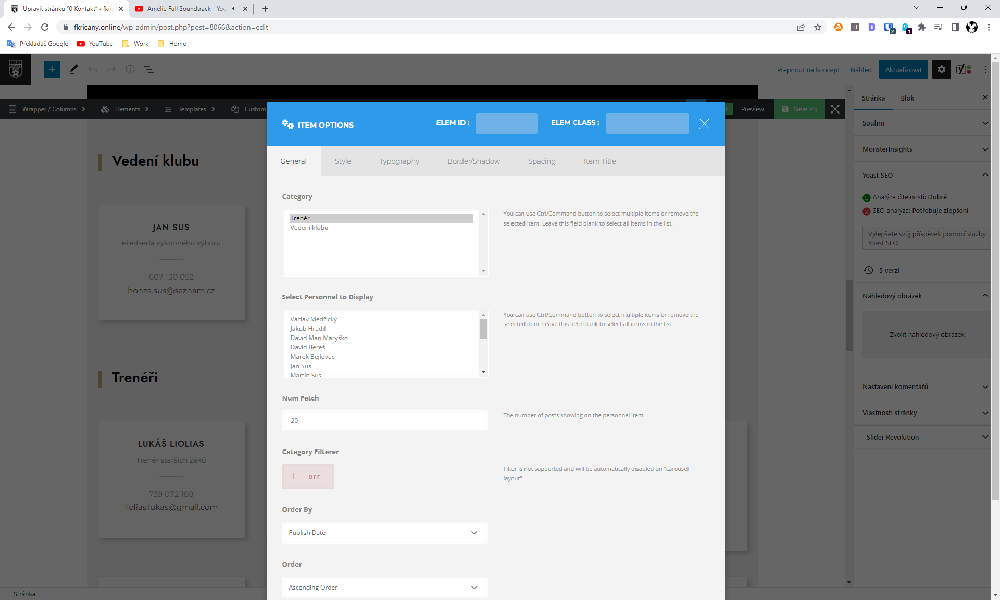 Upravit stránku “0 Kontakt” ‹ fkric
Amélie Full Soundtrack - You
fkricany.online/wp-admin/post.php?post=8066&action=edit
Překladač Google
YouTube
Work
Home
Přepnout na koncept
Náhled
Aktualizovat
Wrapper / Columns
Elements
Templates
Custom
Preview
Save PB
Stránka
Blok
ITEM OPTIONS
ELEM ID :
ELEM CLASS :
General
Style
Typography
Border/Shadow
Spacing
Item Title
Vedení klubu
JAN SUS
Předseda výkonného výboru
607 130 052
honza.sus@seznam.cz
Trenéři
LUKÁŠ LIOLIAS
Trenér starších žáků
739 072 188
liolias.lukas@gmail.com
Category
Trenér
Vedení klubu
You can use Ctrl/Command button to select multiple items or remove the
selected item. Leave this field blank to select all items in the list.
Select Personnel to Display
Václav Medřický
Jakub Hradil
David Man Maryško
David Bereš
Marek Bejlovec
Jan Sus
Martin Sus
You can use Ctrl/Command button to select multiple items or remove the
selected item. Leave this field blank to select all items in the list.
Num Fetch
20
The number of posts showing on the personnel item
Category Filterer
OFF
Filter is not supported and will be automatically disabled on "carousel
layout".
Order By
Publish Date
Order
Ascending Order
Souhrn
MonsterInsights
Yoast SEO
Analýza čitelnosti: Dobré
SEO analýza: Potřebuje zlepšení
Vylepšete svůj příspěvek pomocí služby
Yoast SEO
5 verzí
Náhledový obrázek
Zvolit náhledový obrázek
Nastavení komentářů
Vlastnosti stránky
Slider Revolution
Stránka